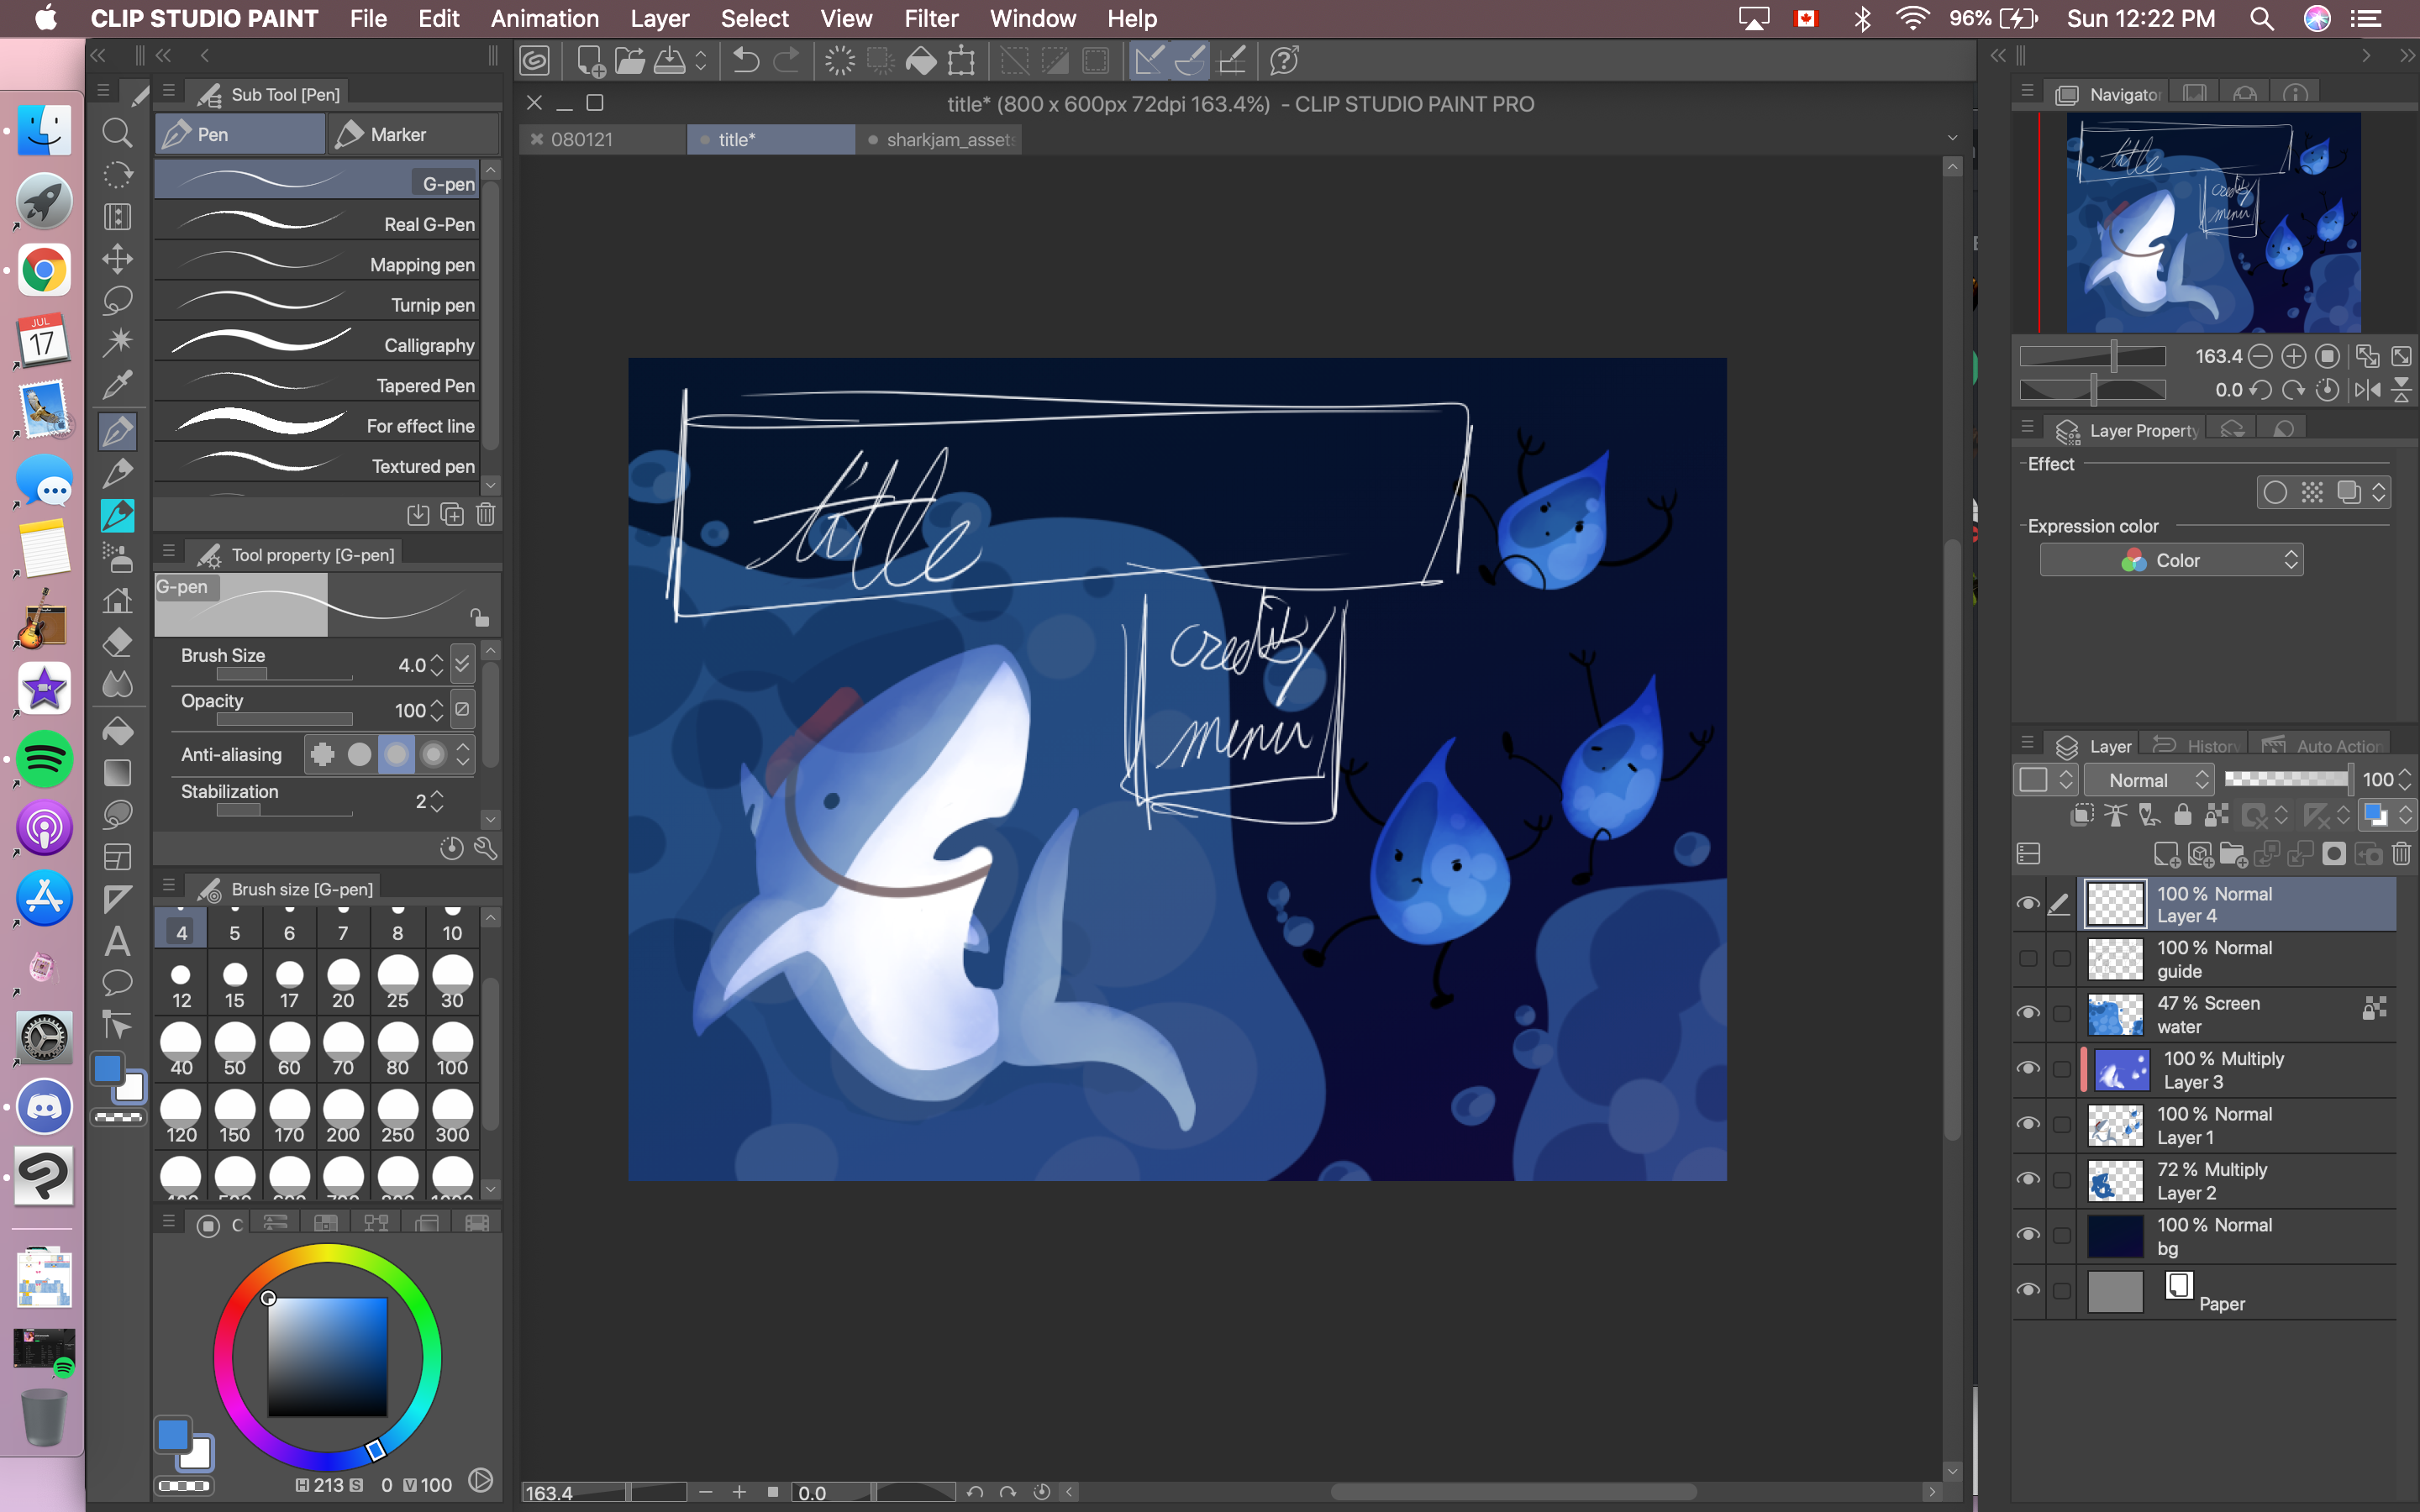 CLIP STUDIO PAINT File Edit Animation Layer Select View Filter Window Help 96% Sun 12:22 PM
title* (800 x 600px 72dpi 163.4%) - CLIP STUDIO PAINT PRO
080121 title* sharkjam_assets
Sub Tool [Pen]
Pen Marker
G-pen
Real G-Pen
Mapping pen
Turnip pen
Calligraphy
Tapered Pen
For effect line
Textured pen
Tool property [G-pen]
G-pen
Brush Size 4.0
Opacity 100
Anti-aliasing
Stabilization 2
Brush size [G-pen]
4 5 6 7 8 10
12 15 17 20 25 30
40 50 60 70 80 100
120 150 170 200 250 300
C
H 213 S 0 V 100
JUL
17
title
credits/
menu
163.4 0.0
Navigator
163.4
0.0
Layer Property
Effect
Expression color
Color
Layer History Auto Action
Normal 100
100 % Normal
Layer 4
100 % Normal
guide
47 % Screen
water
100 % Multiply
Layer 3
100 % Normal
Layer 1
72 % Multiply
Layer 2
100 % Normal
bg
Paper